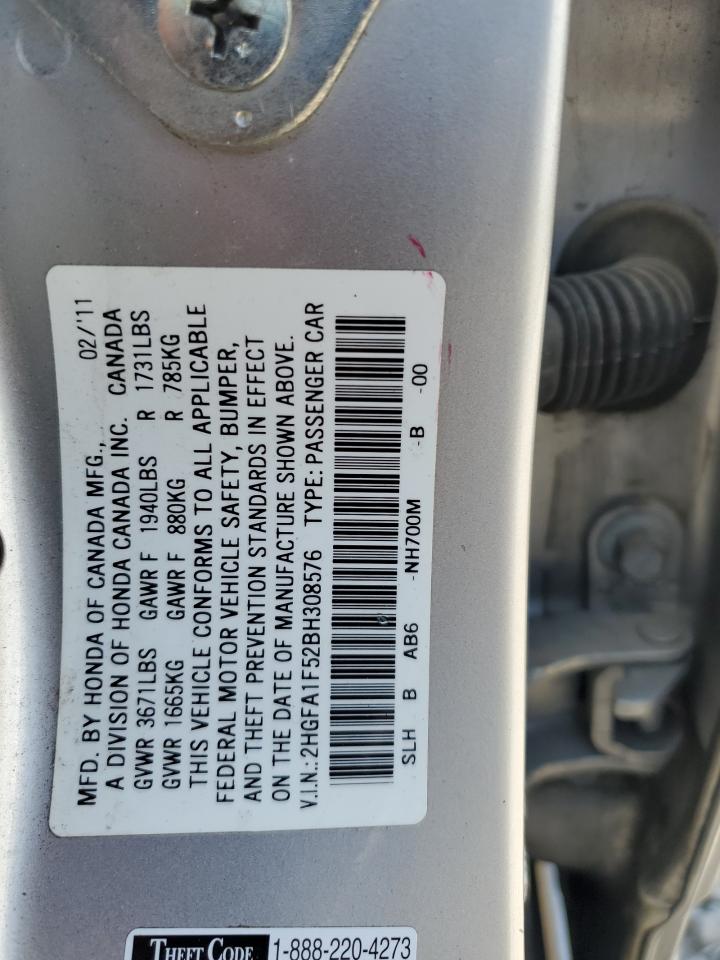 MFD. BY HONDA OF CANADA MFG., 02/'11
A DIVISION OF HONDA CANADA INC. CANADA
GVWR 3671LBS GAWR F 1940LBS R 1731LBS
GVWR 1665KG GAWR F 880KG R 785KG
THIS VEHICLE CONFORMS TO ALL APPLICABLE
FEDERAL MOTOR VEHICLE SAFETY, BUMPER,
AND THEFT PREVENTION STANDARDS IN EFFECT
ON THE DATE OF MANUFACTURE SHOWN ABOVE.
V.I.N.: 2HGFA1F52BH308576 TYPE: PASSENGER CAR
SLH B AB6 -NH700M -B -00
THEFT CODE 1-888-220-4273